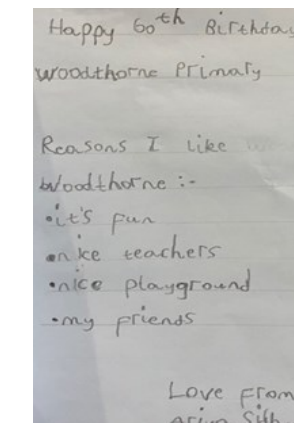 Happy 60th Birthday
Woodthorne Primary
Reasons I like
Woodthorne :-
•it's fun
•nice teachers
•nice playground
•my friends
Love From